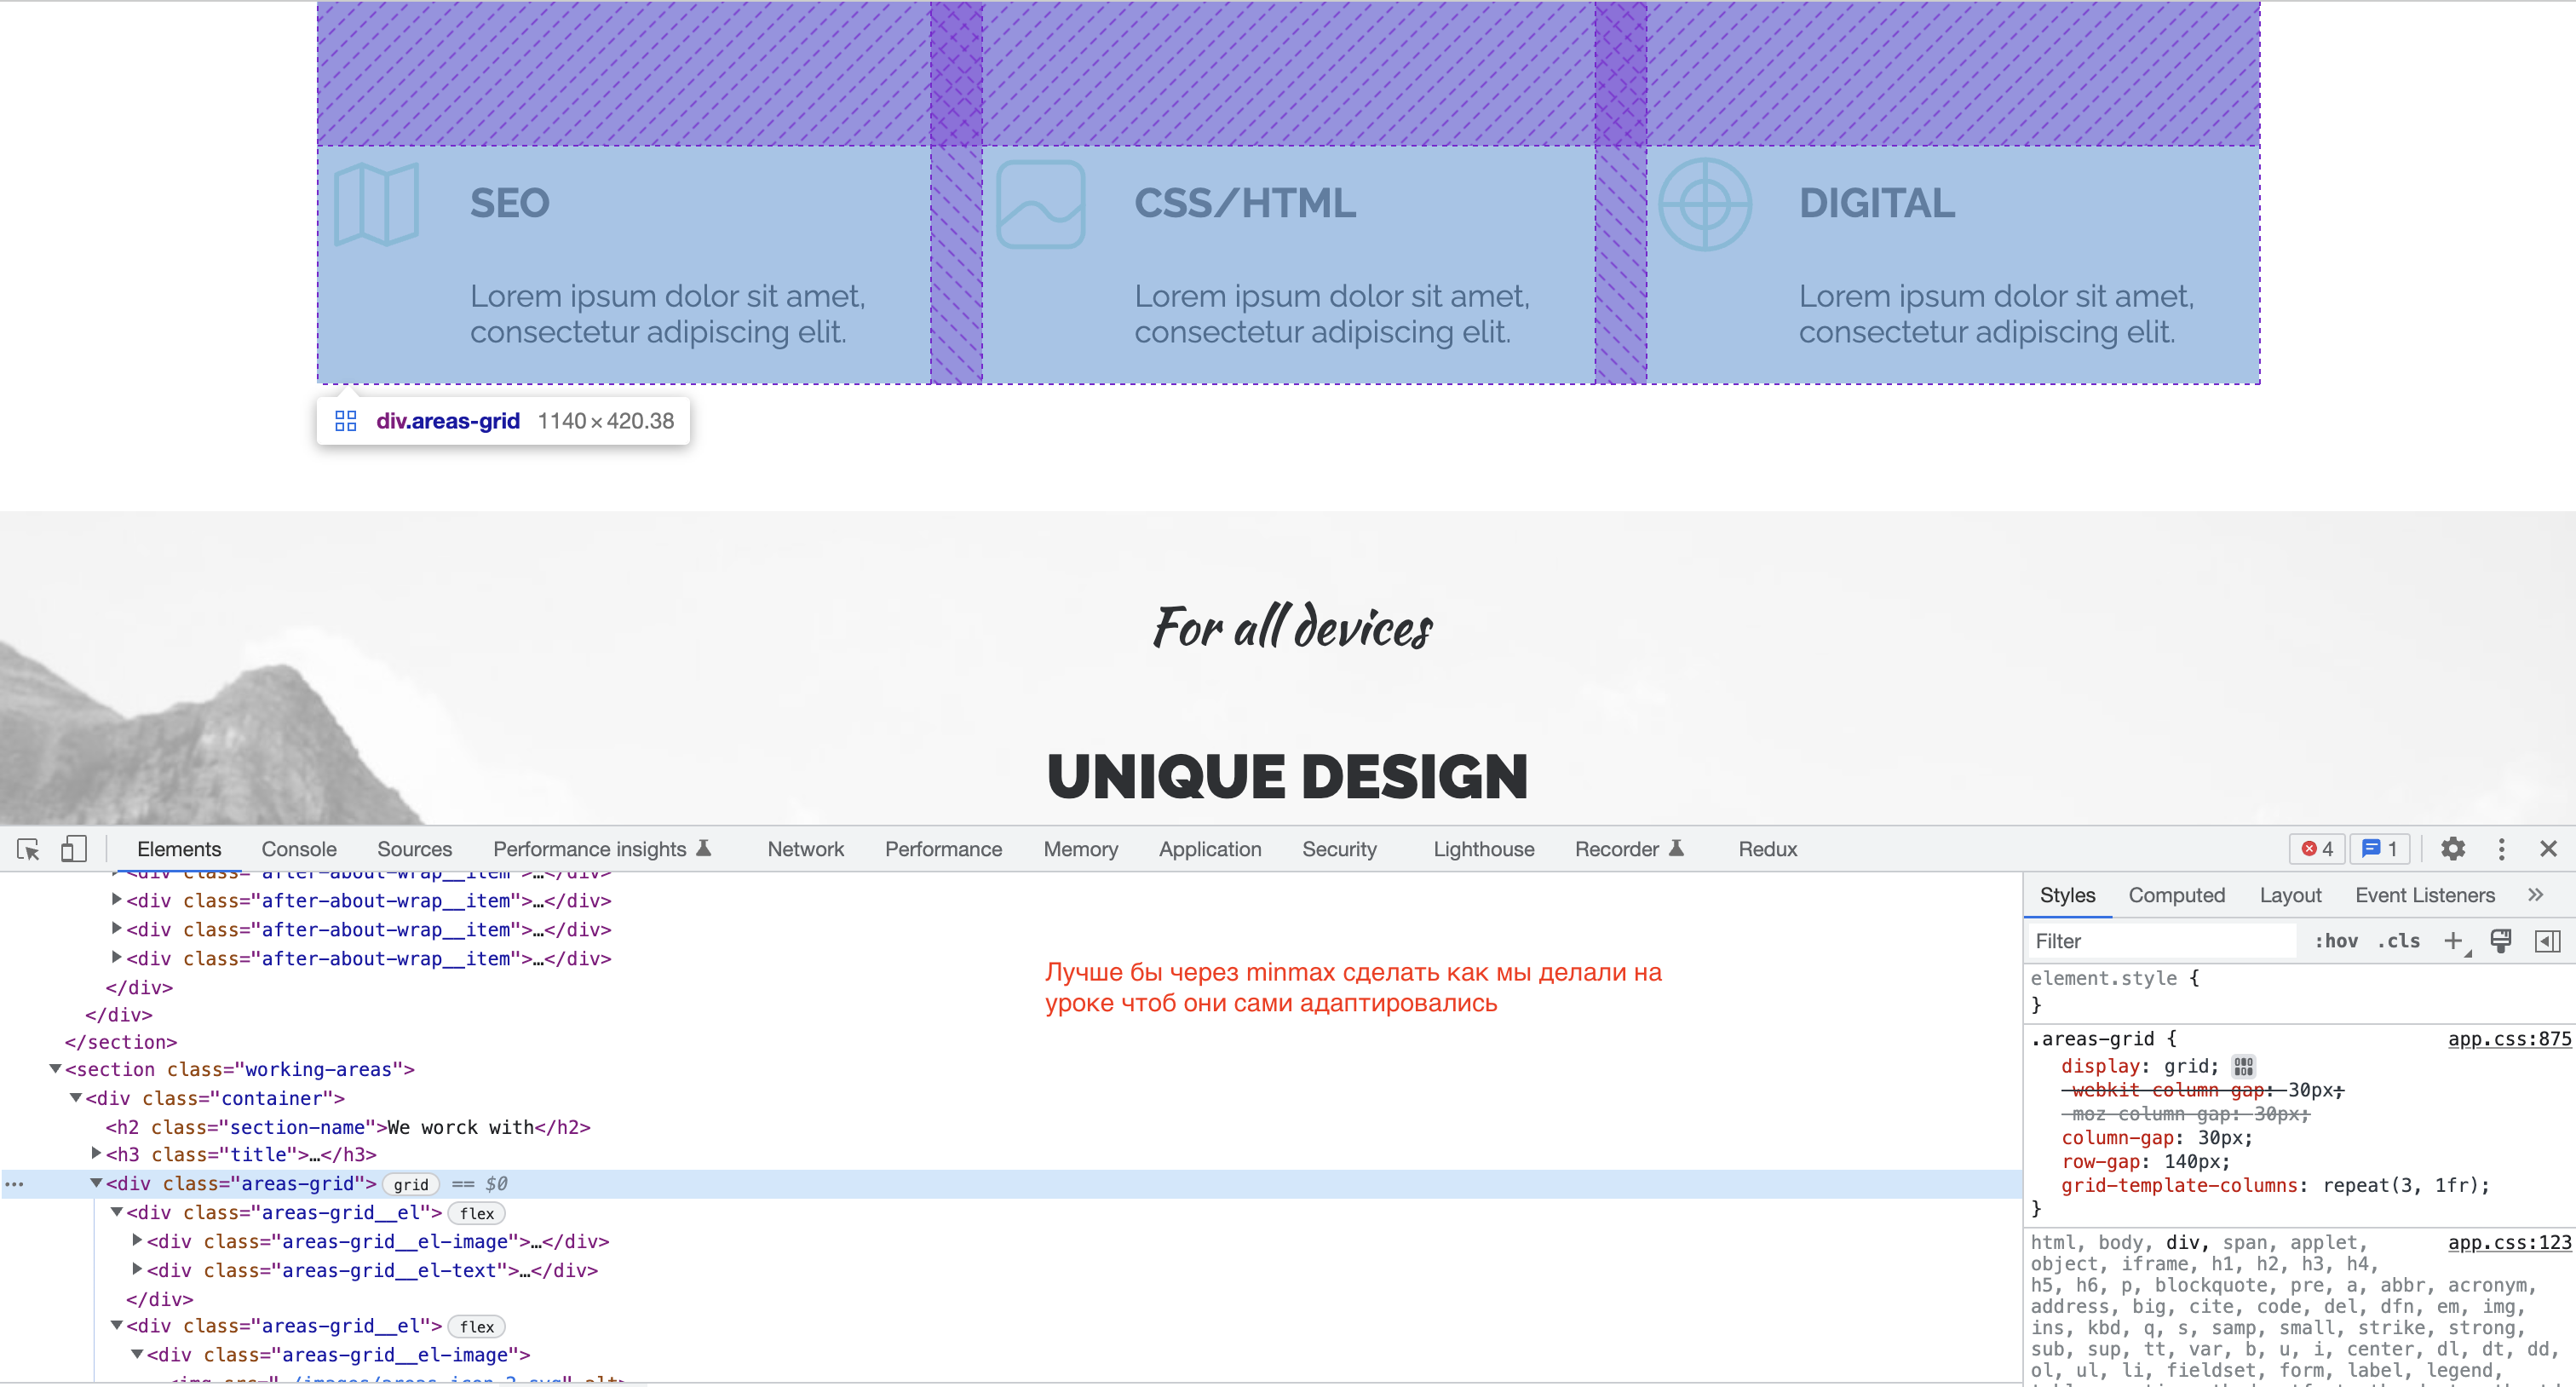 SEO
CSS/HTML
DIGITAL
Lorem ipsum dolor sit amet,
consectetur adipiscing elit.
Lorem ipsum dolor sit amet,
consectetur adipiscing elit.
Lorem ipsum dolor sit amet,
consectetur adipiscing elit.
div.areas-grid 1140×420.38
For all devices
UNIQUE DESIGN
Elements Console Sources Performance insights Network Performance Memory Application Security Lighthouse Recorder Redux 4 1
<div class="after-about-wrap__item">…</div>
<div class="after-about-wrap__item">…</div>
<div class="after-about-wrap__item">…</div>
<div class="after-about-wrap__item">…</div>
</div>
</div>
</section>
<section class="working-areas">
<div class="container">
<h2 class="section-name">We worck with</h2>
<h3 class="title">…</h3>
<div class="areas-grid"> grid == $0
<div class="areas-grid__el"> flex
<div class="areas-grid__el-image">…</div>
<div class="areas-grid__el-text">…</div>
</div>
<div class="areas-grid__el"> flex
<div class="areas-grid__el-image">
Лучше бы через minmax сделать как мы делали на
уроке чтоб они сами адаптировались
Styles Computed Layout Event Listeners »
Filter :hov .cls +
element.style {
}
.areas-grid { app.css:875
display: grid;
-webkit-column-gap: 30px;
-moz-column-gap: 30px;
column-gap: 30px;
row-gap: 140px;
grid-template-columns: repeat(3, 1fr);
}
html, body, div, span, applet, app.css:123
object, iframe, h1, h2, h3, h4,
h5, h6, p, blockquote, pre, a, abbr, acronym,
address, big, cite, code, del, dfn, em, img,
ins, kbd, q, s, samp, small, strike, strong,
sub, sup, tt, var, b, u, i, center, dl, dt, dd,
ol, ul, li, fieldset, form, label, legend,